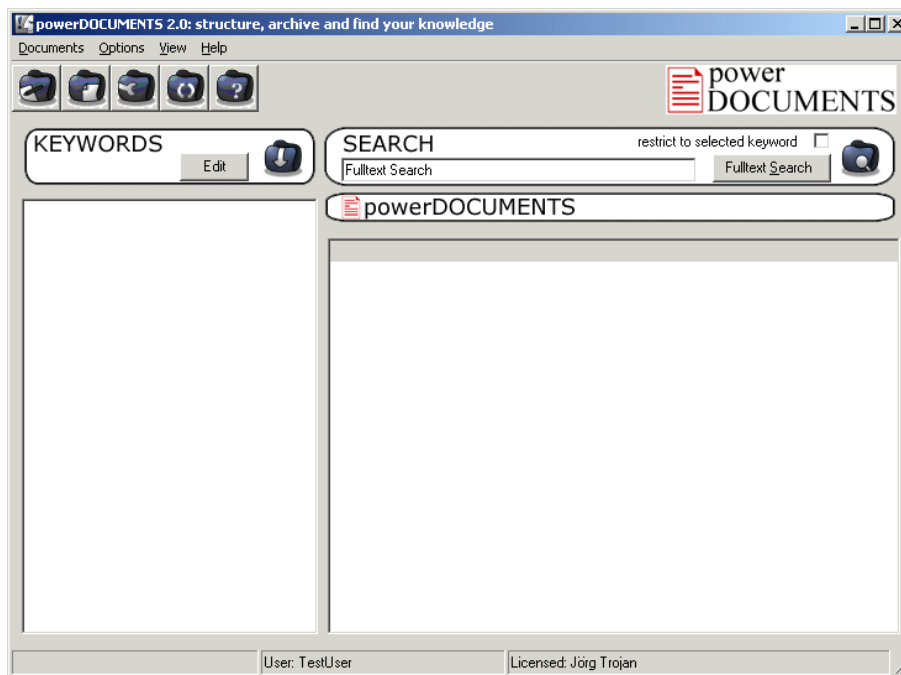 powerDOCUMENTS 2.0: structure, archive and find your knowledge
Documents Options View Help
power
DOCUMENTS
KEYWORDS
Edit
SEARCH
restrict to selected keyword
Fulltext Search
Fulltext Search
powerDOCUMENTS
User: TestUser
Licensed: Jörg Trojan